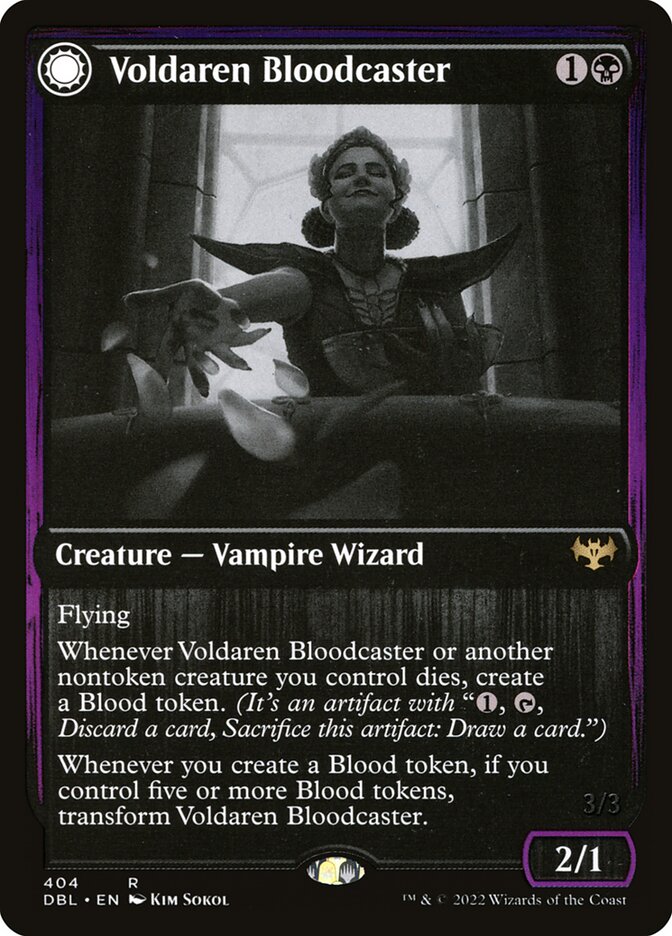 Voldaren Bloodcaster 1
Creature — Vampire Wizard
Flying
Whenever Voldaren Bloodcaster or another
nontoken creature you control dies, create
a Blood token. (It's an artifact with “1, T,
Discard a card, Sacrifice this artifact: Draw a card.”)
Whenever you create a Blood token, if you
control five or more Blood tokens,
transform Voldaren Bloodcaster.
3/3
2/1
404 R
DBL • EN Kim Sokol
™ & © 2022 Wizards of the Coast